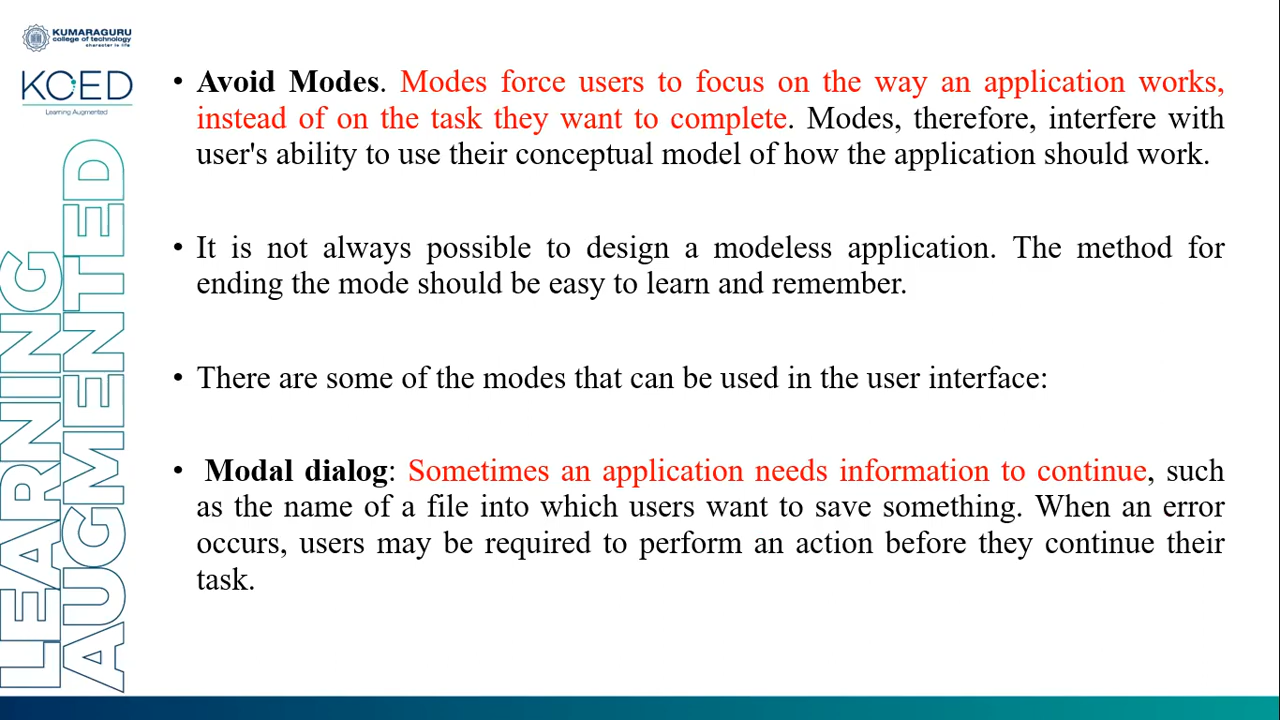 KUMARAGURU
college of technology
character is life
KCED
Learning Augmented
LEARNING
AUGMENTED
• Avoid Modes. Modes force users to focus on the way an application works,
instead of on the task they want to complete. Modes, therefore, interfere with
user's ability to use their conceptual model of how the application should work.
• It is not always possible to design a modeless application. The method for
ending the mode should be easy to learn and remember.
• There are some of the modes that can be used in the user interface:
• Modal dialog: Sometimes an application needs information to continue, such
as the name of a file into which users want to save something. When an error
occurs, users may be required to perform an action before they continue their
task.